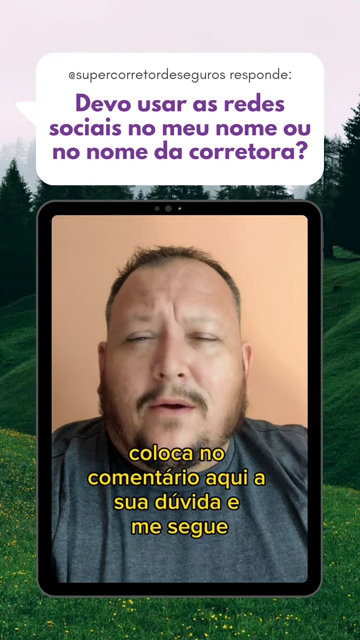 @supercorretordeseguros responde:
Devo usar as redes
sociais no meu nome ou
no nome da corretora?
coloca no
comentário aqui a
sua dúvida e
me segue